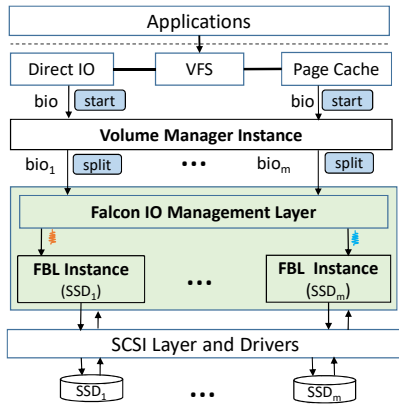 Applications
Direct IO VFS Page Cache
bio start bio start
Volume Manager Instance
bio₁ split ... bioₘ split
Falcon IO Management Layer
FBL Instance FBL Instance
(SSD₁) ... (SSDₘ)
SCSI Layer and Drivers
SSD₁ ... SSDₘ